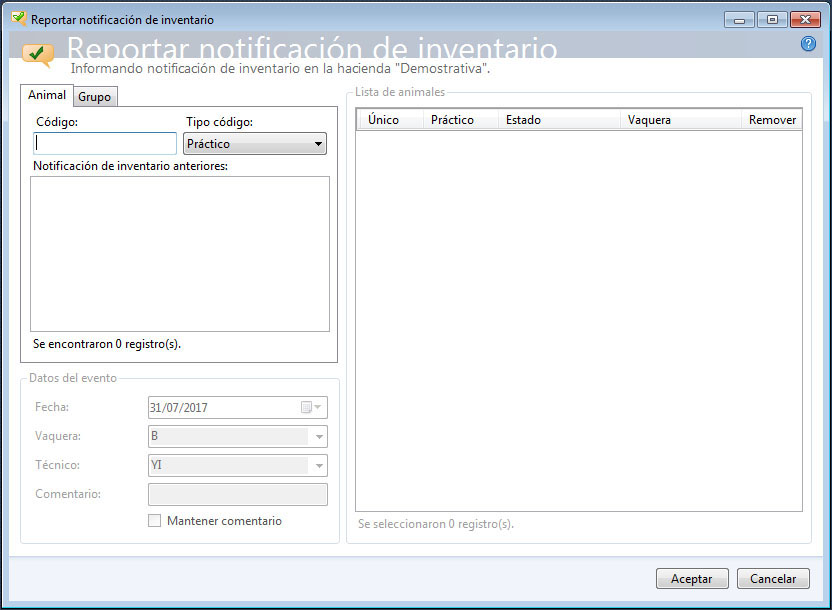 Reportar notificación de inventario
Reportar notificación de inventario
Informando notificación de inventario en la hacienda "Demostrativa".
Animal Grupo
Código: Tipo código:
Práctico
Notificación de inventario anteriores:
Se encontraron 0 registro(s).
Datos del evento
Fecha: 31/07/2017
Vaquera: B
Técnico: YI
Comentario:
Mantener comentario
Lista de animales
Único Práctico Estado Vaquera Remover
Se seleccionaron 0 registro(s).
Aceptar Cancelar